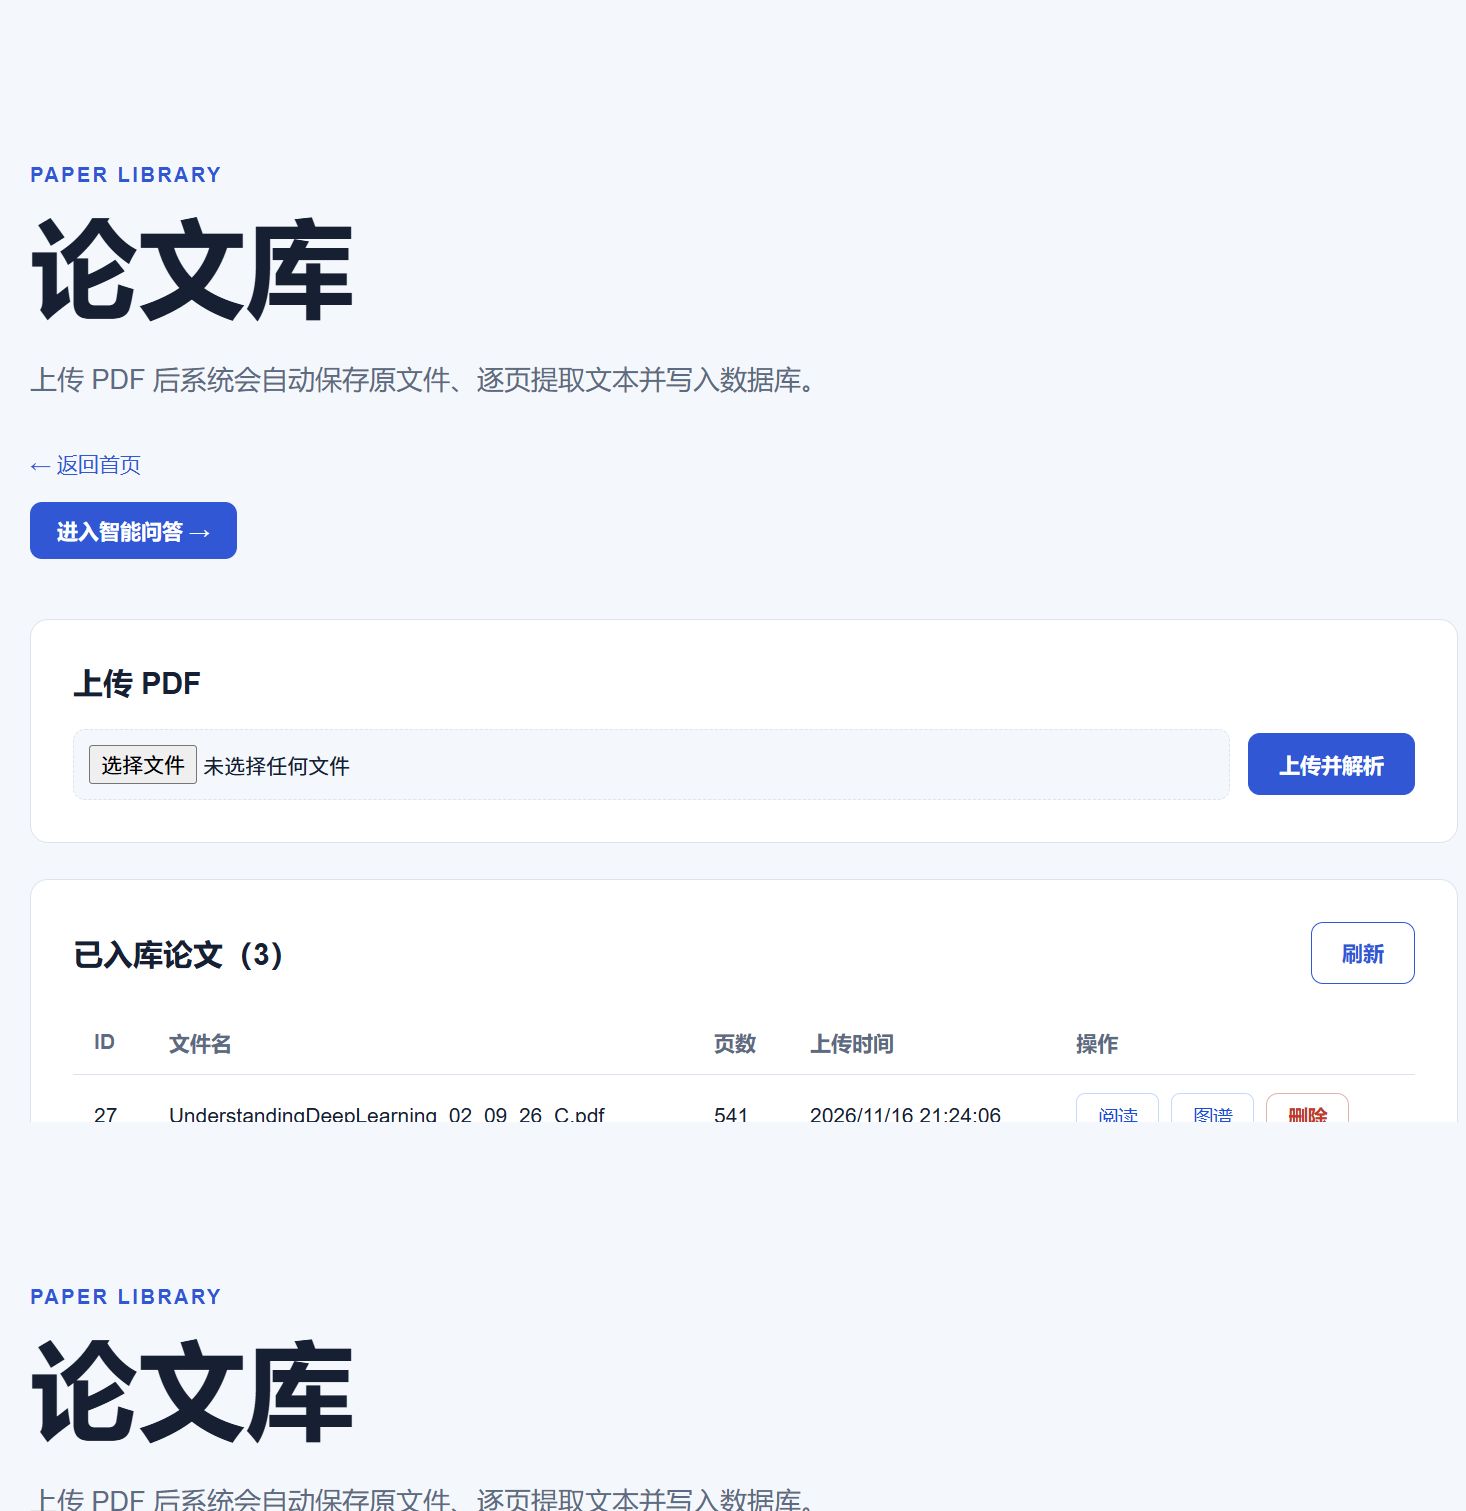 PAPER LIBRARY
论文库
上传 PDF 后系统会自动保存原文件、逐页提取文本并写入数据库。
← 返回首页
进入智能问答 →
上传 PDF
选择文件 未选择任何文件 上传并解析
已入库论文（3） 刷新
ID 文件名 页数 上传时间 操作
27 UnderstandingDeepLearning_02_09_26_C.pdf 541 2026/11/16 21:24:06 阅读 图谱 删除
PAPER LIBRARY
论文库
上传 PDF 后系统会自动保存原文件、逐页提取文本并写入数据库。